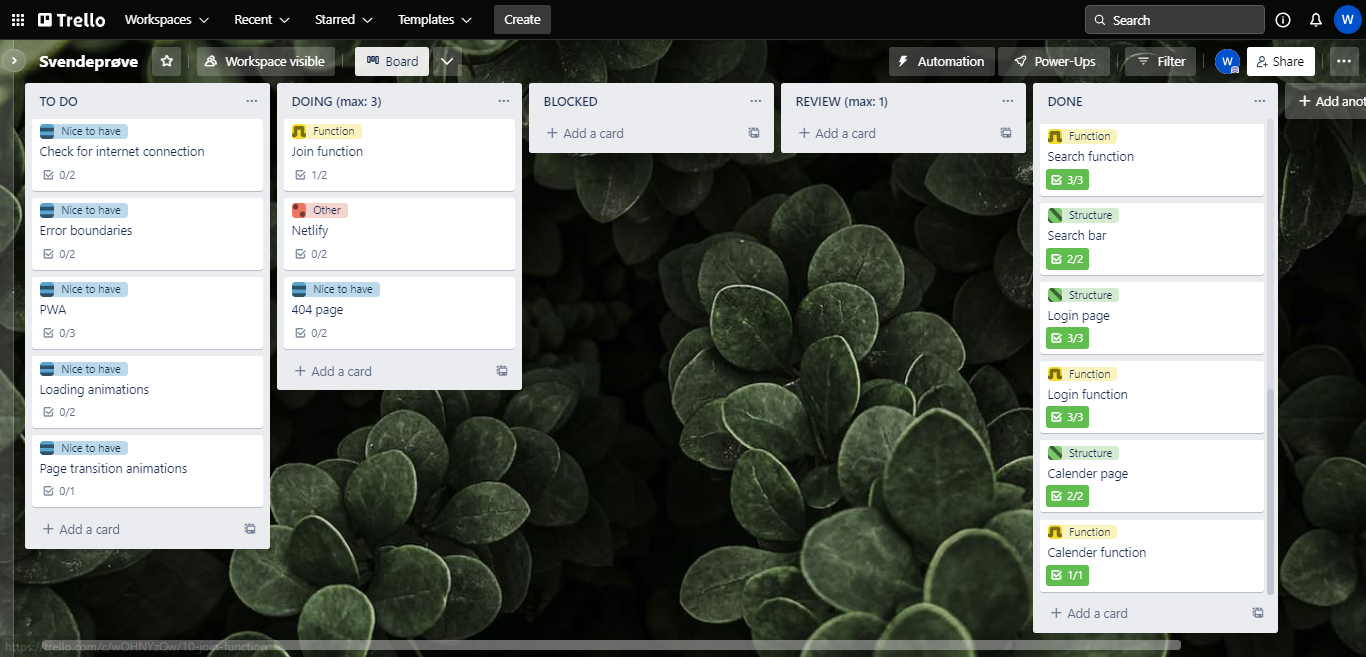 Trello
Workspaces
Recent
Starred
Templates
Create
Search
W
Svendeprøve
Workspace visible
Board
Automation
Power-Ups
Filter
W
Share
TO DO
Nice to have
Check for internet connection
0/2
Nice to have
Error boundaries
0/2
Nice to have
PWA
0/3
Nice to have
Loading animations
0/2
Nice to have
Page transition animations
0/1
Add a card
DOING (max: 3)
Function
Join function
1/2
Other
Netlify
0/2
Nice to have
404 page
0/2
Add a card
BLOCKED
Add a card
REVIEW (max: 1)
Add a card
DONE
Function
Search function
3/3
Structure
Search bar
2/2
Structure
Login page
3/3
Function
Login function
3/3
Structure
Calender page
2/2
Function
Calender function
1/1
Add a card
Add anot
https://trello.com/c/wOHNYzQw/10-join-function